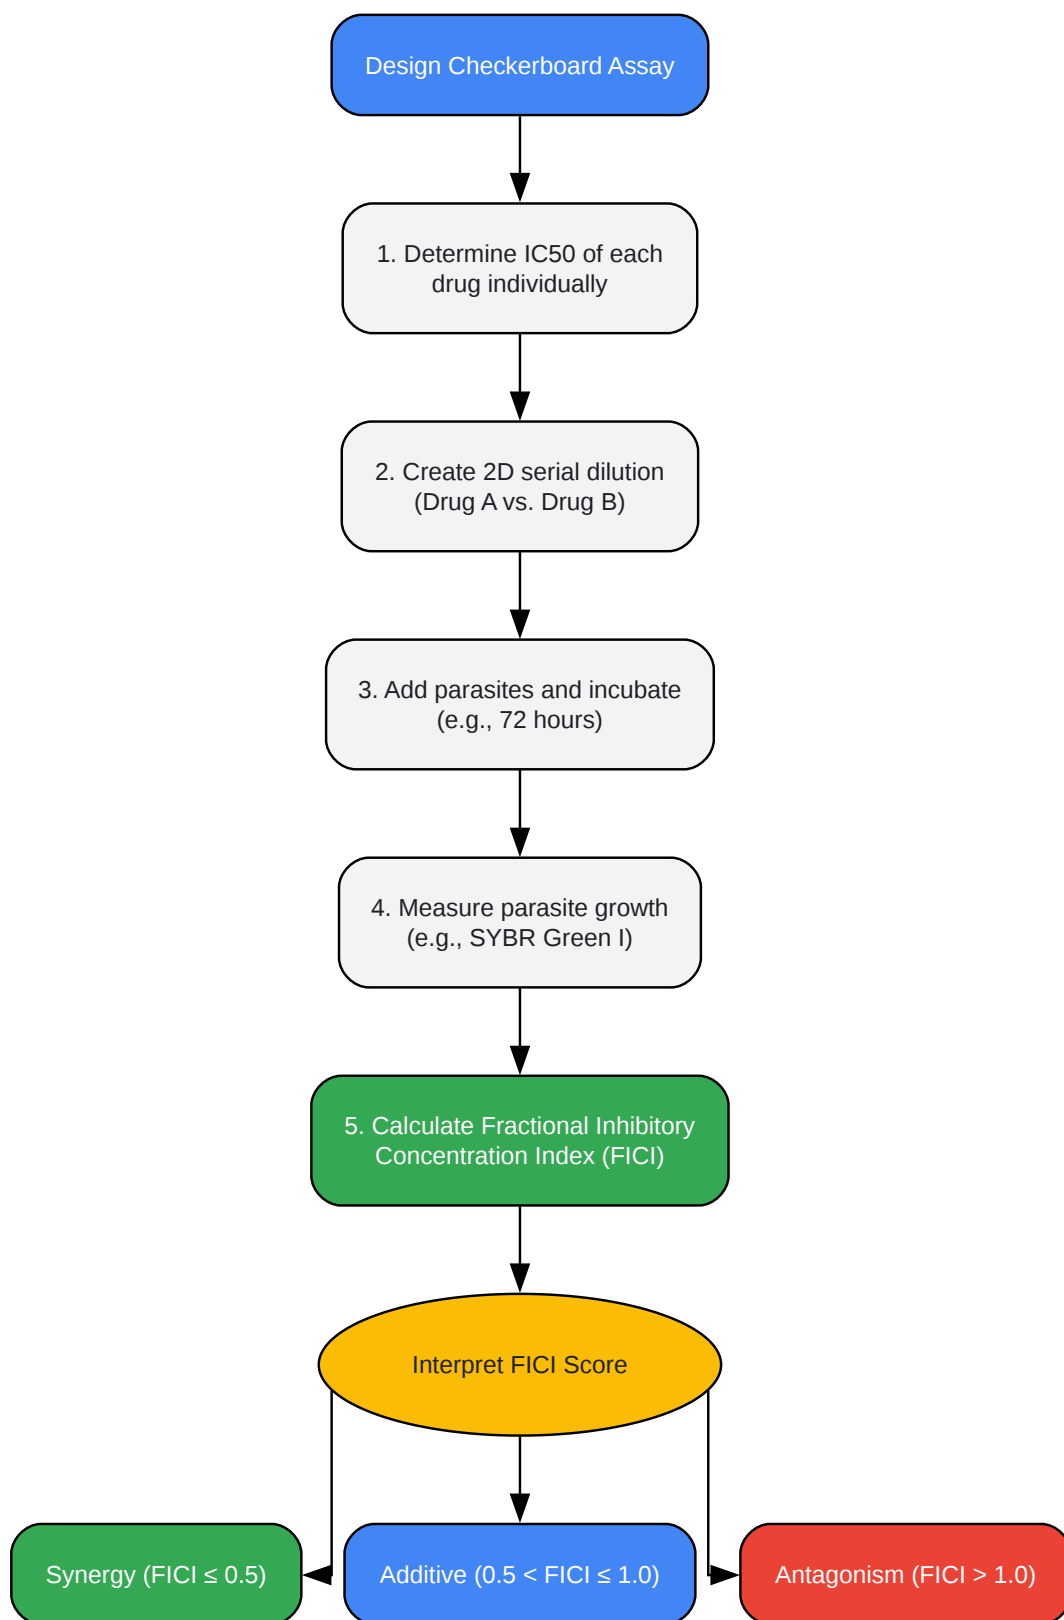 Design Checkerboard Assay
1. Determine IC50 of each
drug individually
2. Create 2D serial dilution
(Drug A vs. Drug B)
3. Add parasites and incubate
(e.g., 72 hours)
4. Measure parasite growth
(e.g., SYBR Green I)
5. Calculate Fractional Inhibitory
Concentration Index (FICI)
Interpret FICI Score
Synergy (FICI ≤ 0.5)
Additive (0.5 < FICI ≤ 1.0)
Antagonism (FICI > 1.0)